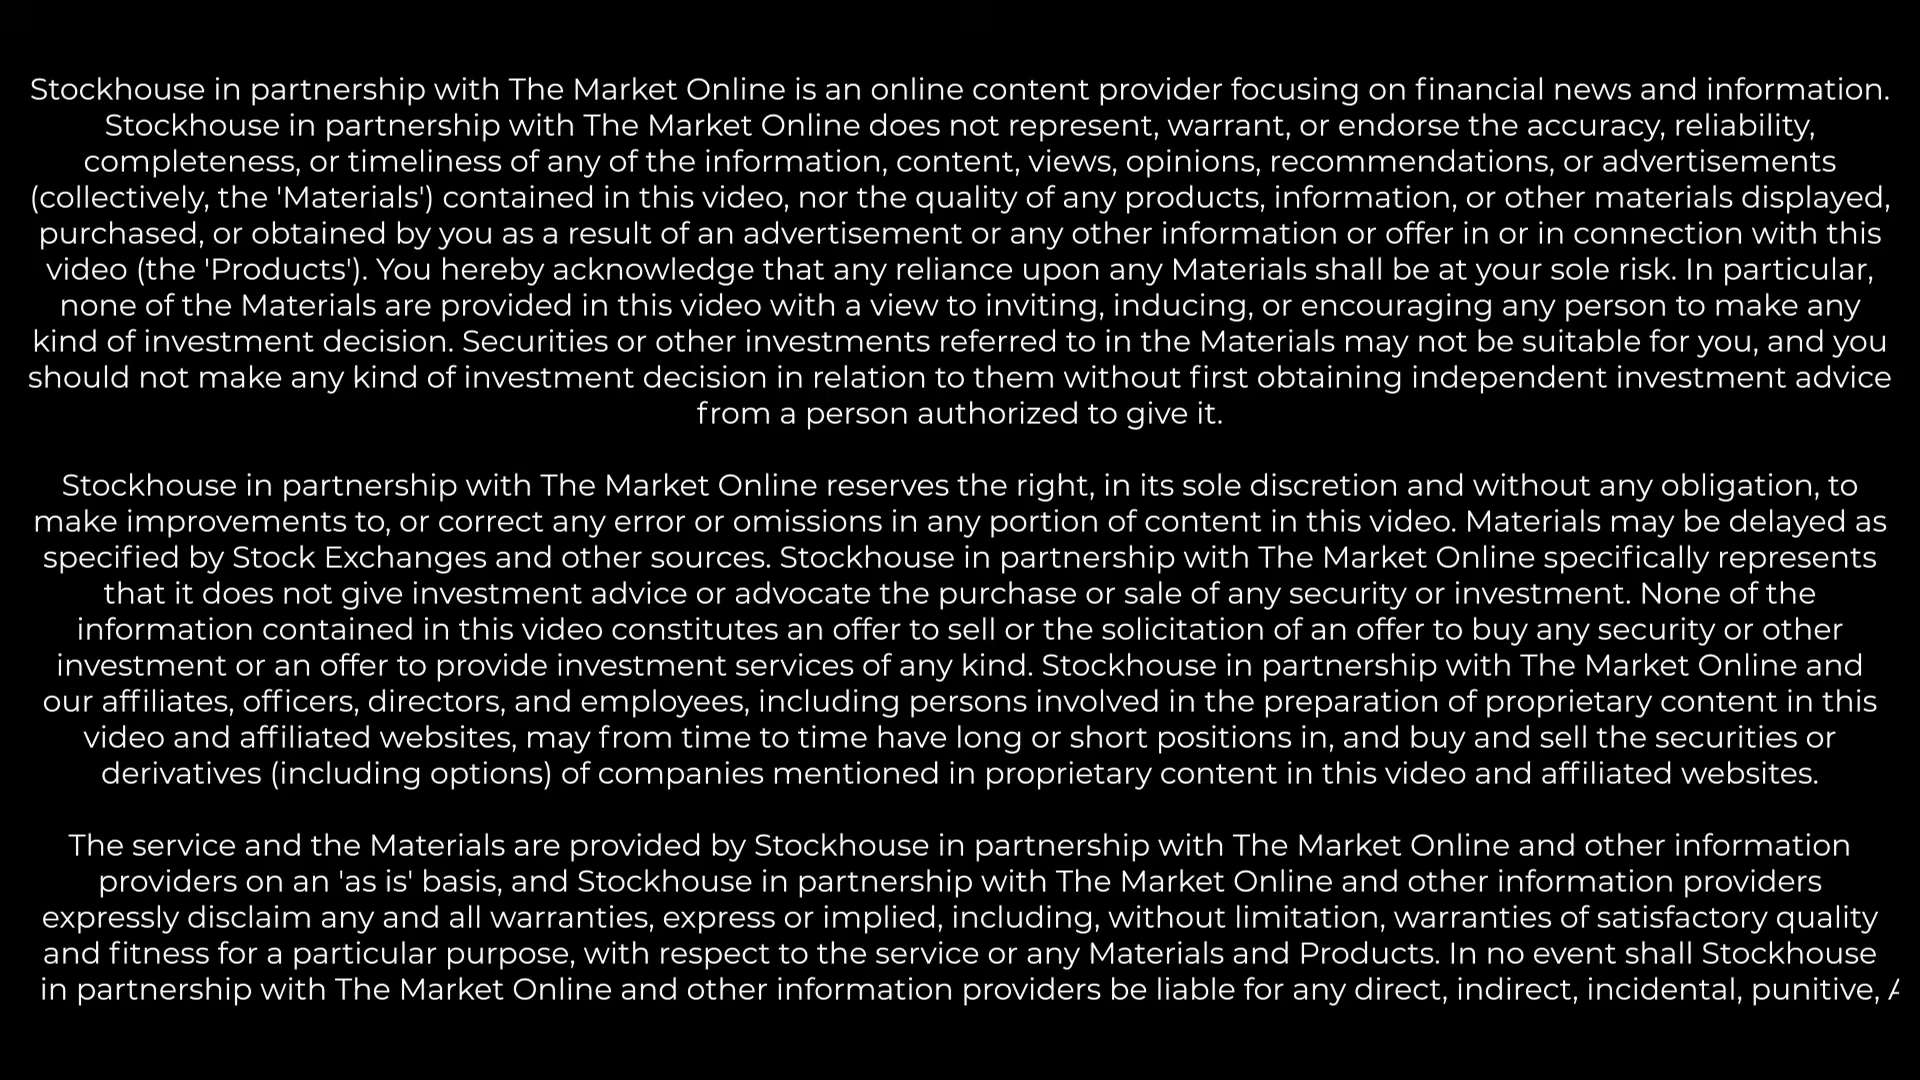 Stockhouse in partnership with The Market Online is an online content provider focusing on financial news and information.
Stockhouse in partnership with The Market Online does not represent, warrant, or endorse the accuracy, reliability,
completeness, or timeliness of any of the information, content, views, opinions, recommendations, or advertisements
(collectively, the 'Materials') contained in this video, nor the quality of any products, information, or other materials displayed,
purchased, or obtained by you as a result of an advertisement or any other information or offer in or in connection with this
video (the 'Products'). You hereby acknowledge that any reliance upon any Materials shall be at your sole risk. In particular,
none of the Materials are provided in this video with a view to inviting, inducing, or encouraging any person to make any
kind of investment decision. Securities or other investments referred to in the Materials may not be suitable for you, and you
should not make any kind of investment decision in relation to them without first obtaining independent investment advice
from a person authorized to give it.
Stockhouse in partnership with The Market Online reserves the right, in its sole discretion and without any obligation, to
make improvements to, or correct any error or omissions in any portion of content in this video. Materials may be delayed as
specified by Stock Exchanges and other sources. Stockhouse in partnership with The Market Online specifically represents
that it does not give investment advice or advocate the purchase or sale of any security or investment. None of the
information contained in this video constitutes an offer to sell or the solicitation of an offer to buy any security or other
investment or an offer to provide investment services of any kind. Stockhouse in partnership with The Market Online and
our affiliates, officers, directors, and employees, including persons involved in the preparation of proprietary content in this
video and affiliated websites, may from time to time have long or short positions in, and buy and sell the securities or
derivatives (including options) of companies mentioned in proprietary content in this video and affiliated websites.
The service and the Materials are provided by Stockhouse in partnership with The Market Online and other information
providers on an 'as is' basis, and Stockhouse in partnership with The Market Online and other information providers
expressly disclaim any and all warranties, express or implied, including, without limitation, warranties of satisfactory quality
and fitness for a particular purpose, with respect to the service or any Materials and Products. In no event shall Stockhouse
in partnership with The Market Online and other information providers be liable for any direct, indirect, incidental, punitive,